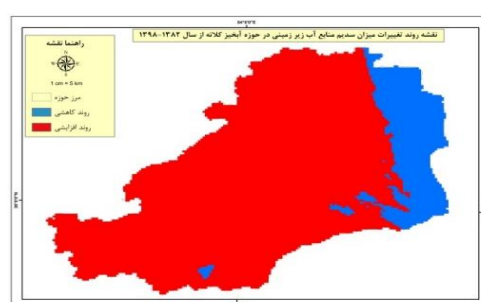 نقشه روند تغییرات میزان سدیم منابع آب زیر زمینی در حوزه آبخیز کلاته از سال ۱۳۸۲-۱۳۹۸
راهنما نقشه
1 cm = 5 km
مرز حوزه
روند کاهشی
روند افزایشی